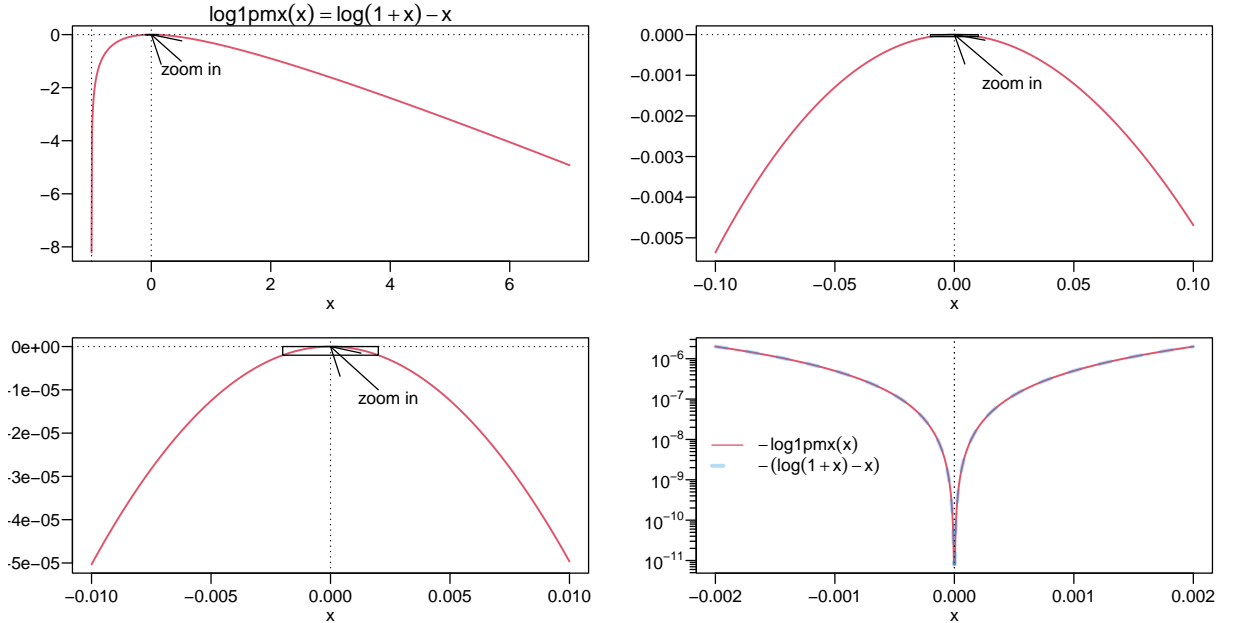 log1pmx(x) = log(1 + x) − x
0
−2
−4
−6
−8
zoom in
0 2 4 6
x
0.000
−0.001
−0.002
−0.003
−0.004
−0.005
zoom in
−0.10 −0.05 0.00 0.05 0.10
x
0e+00
-1e−05
-2e−05
-3e−05
-4e−05
-5e−05
zoom in
−0.010 −0.005 0.000 0.005 0.010
x
10−6
10−7
10−8
10−9
10−10
10−11
− log1pmx(x)
− (log(1 + x) − x)
−0.002 −0.001 0.000 0.001 0.002
x